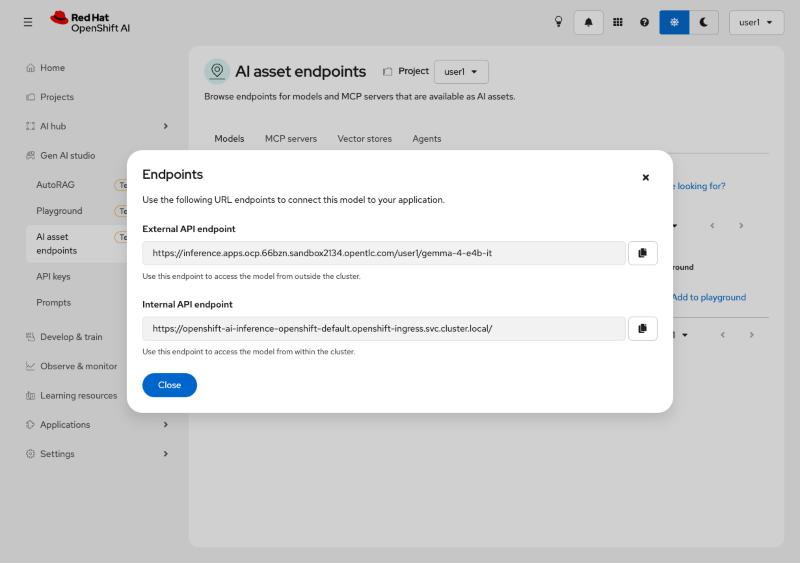 Red Hat
OpenShift AI
user1
Home
Projects
AI hub
Gen AI studio
AutoRAG
Playground
AI asset
endpoints
API keys
Prompts
Develop & train
Observe & monitor
Learning resources
Applications
Settings
AI asset endpoints
Project
user1
Browse endpoints for models and MCP servers that are available as AI assets.
Models
MCP servers
Vector stores
Agents
looking for?
Add to playground
Endpoints
Use the following URL endpoints to connect this model to your application.
External API endpoint
https://inference.apps.ocp.66bzn.sandbox2134.opentlc.com/user1/gemma-4-e4b-it
Use this endpoint to access the model from outside the cluster.
Internal API endpoint
https://openshift-ai-inference-openshift-default.openshift-ingress.svc.cluster.local/
Use this endpoint to access the model from within the cluster.
Close